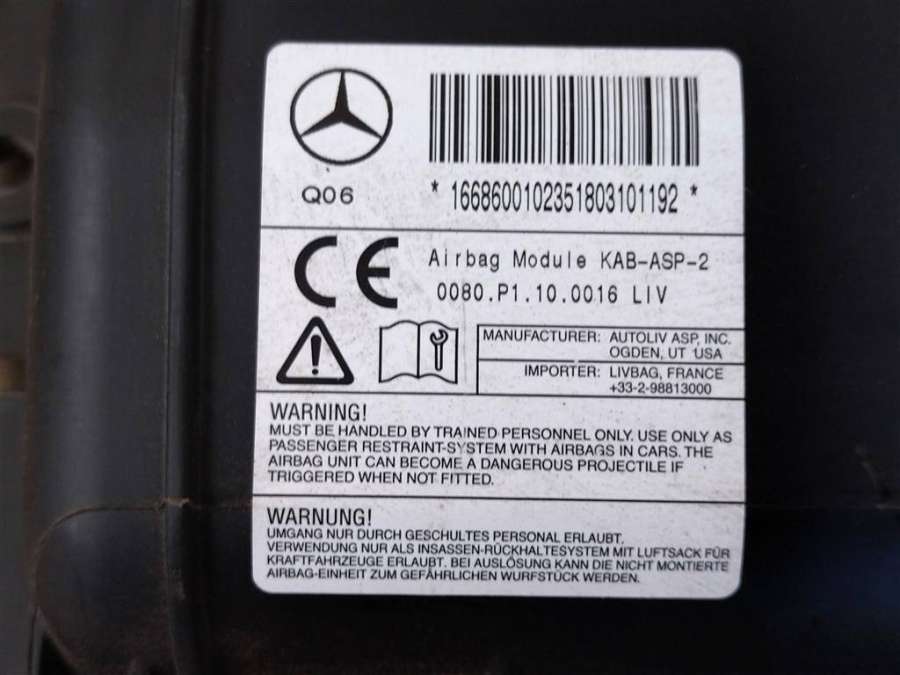 Q06
* 1668600102351803101192 *
CE
Airbag Module KAB-ASP-2
0080.P1.10.0016 LIV
MANUFACTURER: AUTOLIV ASP, INC.
OGDEN, UT USA
IMPORTER: LIVBAG, FRANCE
+33-2-98813000
WARNING!
MUST BE HANDLED BY TRAINED PERSONNEL ONLY. USE ONLY AS
PASSENGER RESTRAINT-SYSTEM WITH AIRBAGS IN CARS. THE
AIRBAG UNIT CAN BECOME A DANGEROUS PROJECTILE IF
TRIGGERED WHEN NOT FITTED.
WARNUNG!
UMGANG NUR DURCH GESCHULTES PERSONAL ERLAUBT.
VERWENDUNG NUR ALS INSASSEN-RÜCKHALTESYSTEM MIT LUFTSACK FÜR
KRAFTFAHRZEUGE ERLAUBT. BEI AUSLÖSUNG KANN DIE NICHT MONTIERTE
AIRBAG-EINHEIT ZUM GEFÄHRLICHEN WURFSTÜCK WERDEN.